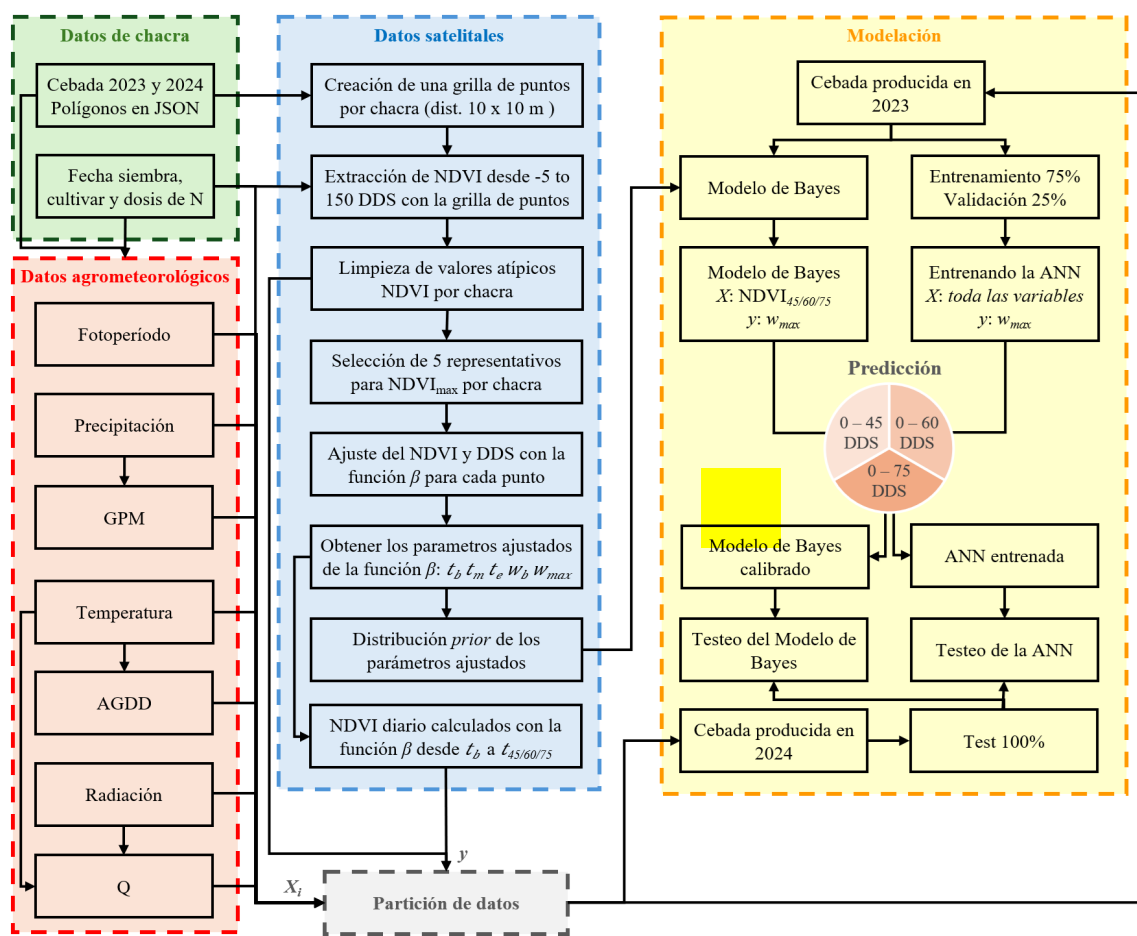 Datos de chacra
Cebada 2023 y 2024
Polígonos en JSON
Fecha siembra,
cultivar y dosis de N
Datos agrometeorológicos
Fotoperíodo
Precipitación
GPM
Temperatura
AGDD
Radiación
Q
Datos satelitales
Creación de una grilla de puntos
por chacra (dist. 10 x 10 m )
Extracción de NDVI desde -5 to
150 DDS con la grilla de puntos
Limpieza de valores atípicos
NDVI por chacra
Selección de 5 representativos
para NDVImax por chacra
Ajuste del NDVI y DDS con la
función β para cada punto
Obtener los parametros ajustados
de la función β: tb tm te wb wmax
Distribución prior de los
parámetros ajustados
NDVI diario calculados con la
función β desde tb a t45/60/75
y
Xi
Partición de datos
Modelación
Cebada producida en
2023
Modelo de Bayes
Entrenamiento 75%
Validación 25%
Modelo de Bayes
X: NDVI45/60/75
y: wmax
Entrenando la ANN
X: toda las variables
y: wmax
Predicción
0 – 45
DDS
0 – 60
DDS
0 – 75
DDS
Modelo de Bayes
calibrado
ANN entrenada
Testeo del Modelo de
Bayes
Testeo de la ANN
Cebada producida en
2024
Test 100%